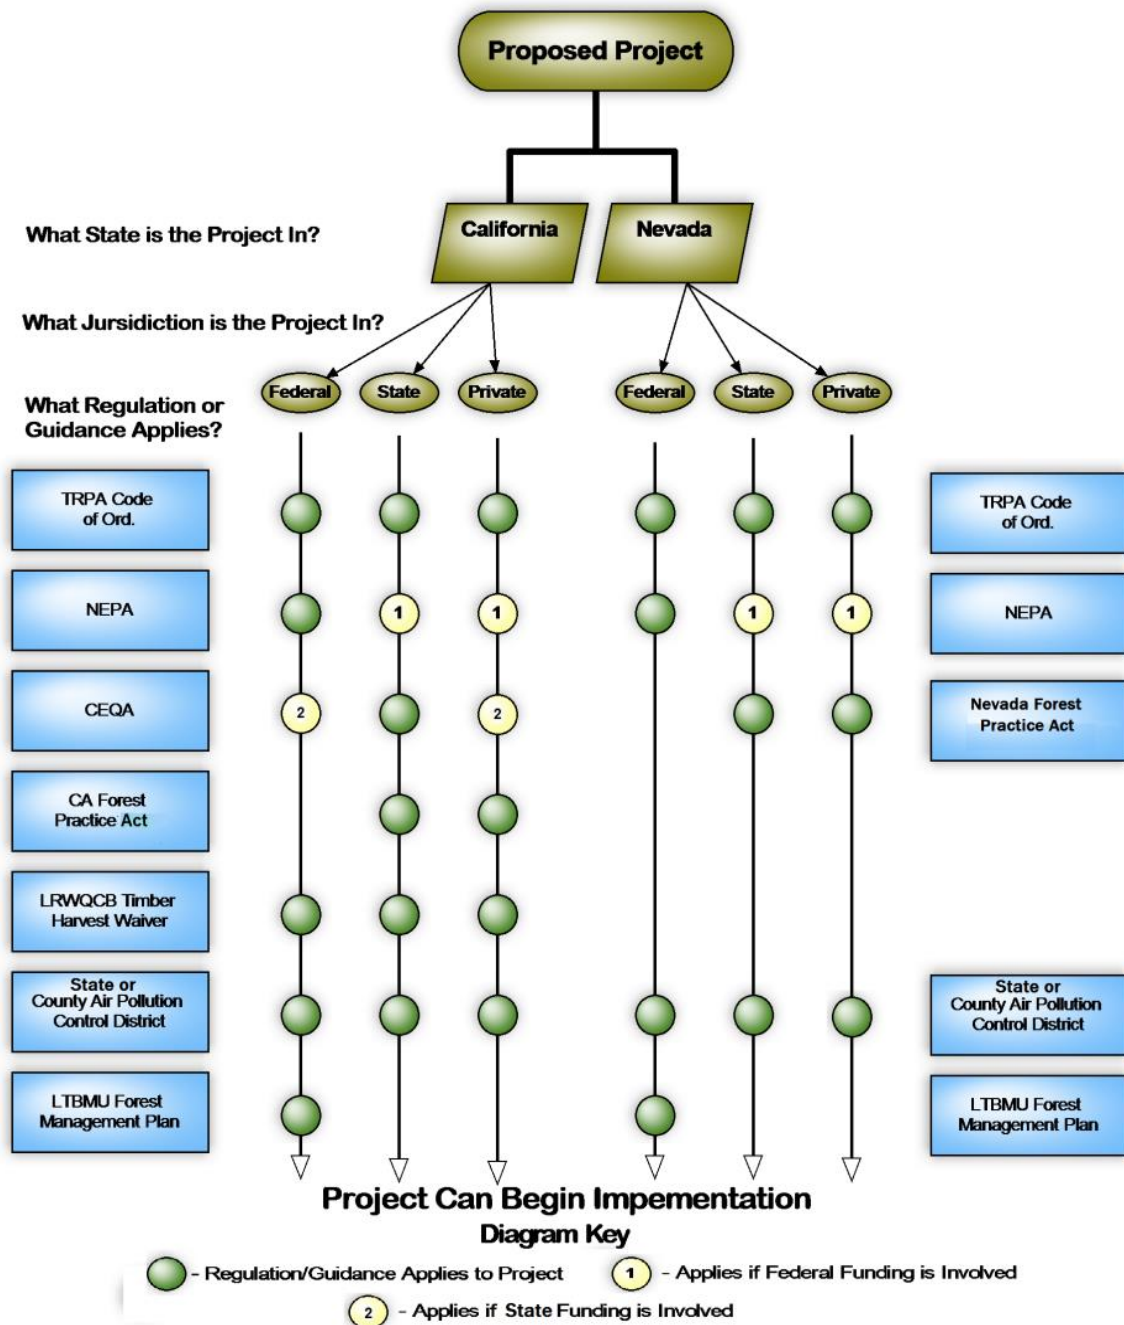 Proposed Project
What State is the Project In?
California
Nevada
What Jursidiction is the Project In?
Federal
State
Private
Federal
State
Private
What Regulation or
Guidance Applies?
TRPA Code
of Ord.
TRPA Code
of Ord.
NEPA
1
1
1
1
NEPA
CEQA
2
2
Nevada Forest
Practice Act
CA Forest
Practice Act
LRWQCB Timber
Harvest Waiver
State or
County Air Pollution
Control District
State or
County Air Pollution
Control District
LTBMU Forest
Management Plan
LTBMU Forest
Management Plan
Project Can Begin Impementation
Diagram Key
- Regulation/Guidance Applies to Project
1 - Applies if Federal Funding is Involved
2 - Applies if State Funding is Involved